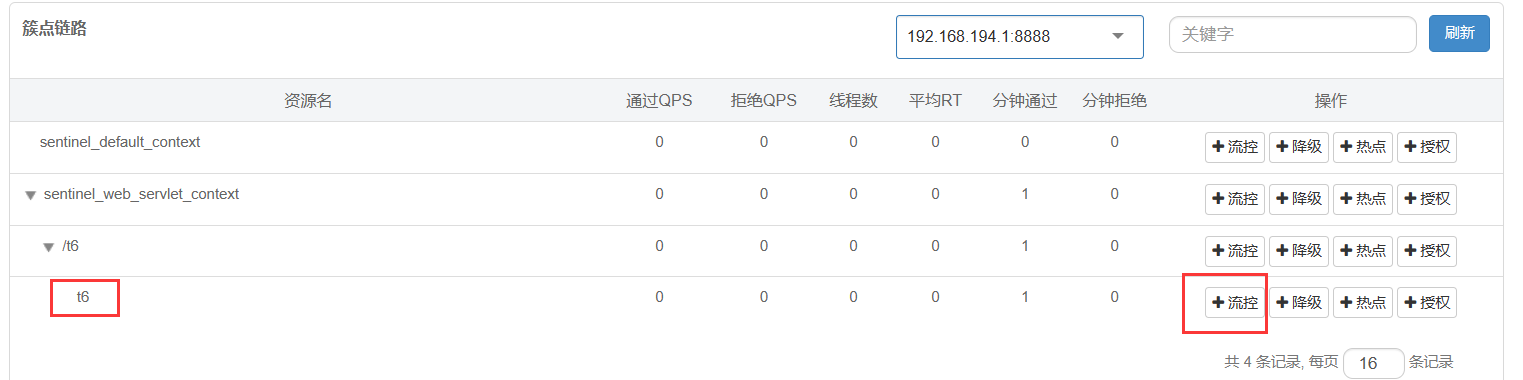 簇点链路 192.168.194.1:8888 关键字 刷新
资源名 通过QPS 拒绝QPS 线程数 平均RT 分钟通过 分钟拒绝 操作
sentinel_default_context 0 0 0 0 0 0 流控 降级 热点 授权
sentinel_web_servlet_context 0 0 0 0 1 0 流控 降级 热点 授权
/t6 0 0 0 0 1 0 流控 降级 热点 授权
t6 0 0 0 0 1 0 流控 降级 热点 授权
共 4 条记录, 每页 16 条记录